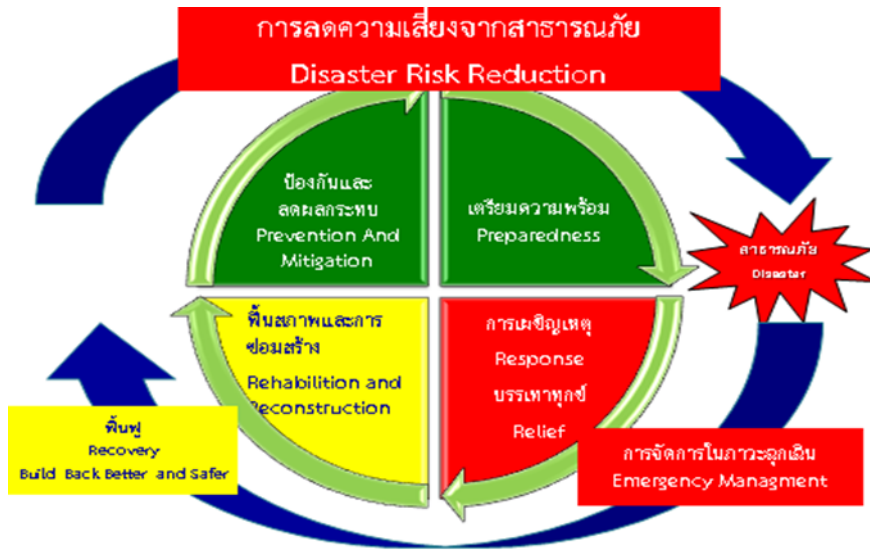 การลดความเสี่ยงจากสาธารณภัย
Disaster Risk Reduction
ป้องกันและ
ลดผลกระทบ
Prevention And
Mitigation
เตรียมความพร้อม
Preparedness
สาธารณภัย
Disaster
ฟื้นสภาพและการ
ซ่อมสร้าง
Rehabilition and
Reconstruction
การเผชิญเหตุ
Response
บรรเทาทุกข์
Relief
ฟื้นฟู
Recovery
Build Back Better and Safer
การจัดการในภาวะฉุกเฉิน
Emergency Managment